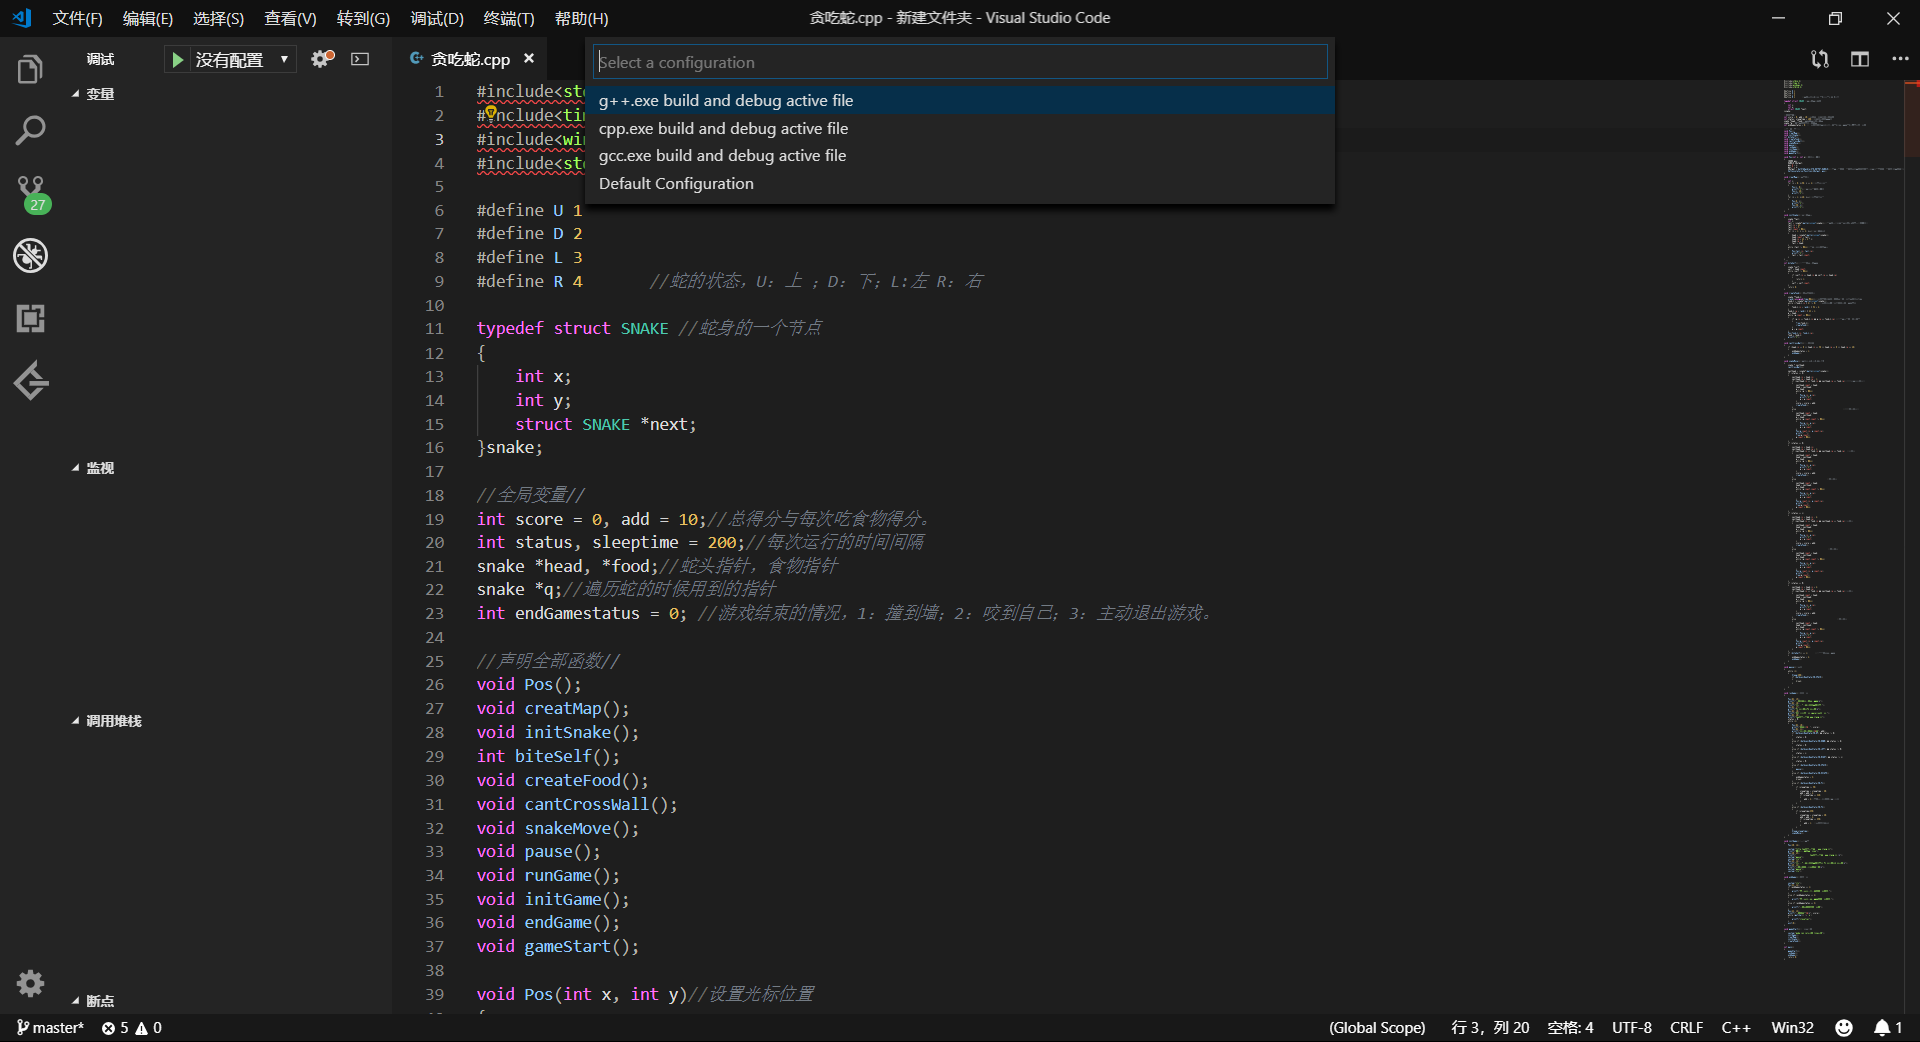 文件(F) 编辑(E) 选择(S) 查看(V) 转到(G) 调试(D) 终端(T) 帮助(H)
贪吃蛇.cpp - 新建文件夹 - Visual Studio Code
调试
没有配置
贪吃蛇.cpp
Select a configuration
g++.exe build and debug active file
cpp.exe build and debug active file
gcc.exe build and debug active file
Default Configuration
变量
27
监视
调用堆栈
断点
1 #include<st
2 #include<ti
3 #include<wi
4 #include<st
5
6 #define U 1
7 #define D 2
8 #define L 3
9 #define R 4 //蛇的状态，U：上 ；D：下；L:左 R：右
10
11 typedef struct SNAKE //蛇身的一个节点
12 {
13 int x;
14 int y;
15 struct SNAKE *next;
16 }snake;
17
18 //全局变量//
19 int score = 0, add = 10;//总得分与每次吃食物得分。
20 int status, sleeptime = 200;//每次运行的时间间隔
21 snake *head, *food;//蛇头指针，食物指针
22 snake *q;//遍历蛇的时候用到的指针
23 int endGamestatus = 0; //游戏结束的情况，1：撞到墙；2：咬到自己；3：主动退出游戏。
24
25 //声明全部函数//
26 void Pos();
27 void creatMap();
28 void initSnake();
29 int biteSelf();
30 void createFood();
31 void cantCrossWall();
32 void snakeMove();
33 void pause();
34 void runGame();
35 void initGame();
36 void endGame();
37 void gameStart();
38
39 void Pos(int x, int y)//设置光标位置
master* 5 0
(Global Scope) 行 3，列 20 空格: 4 UTF-8 CRLF C++ Win32 1